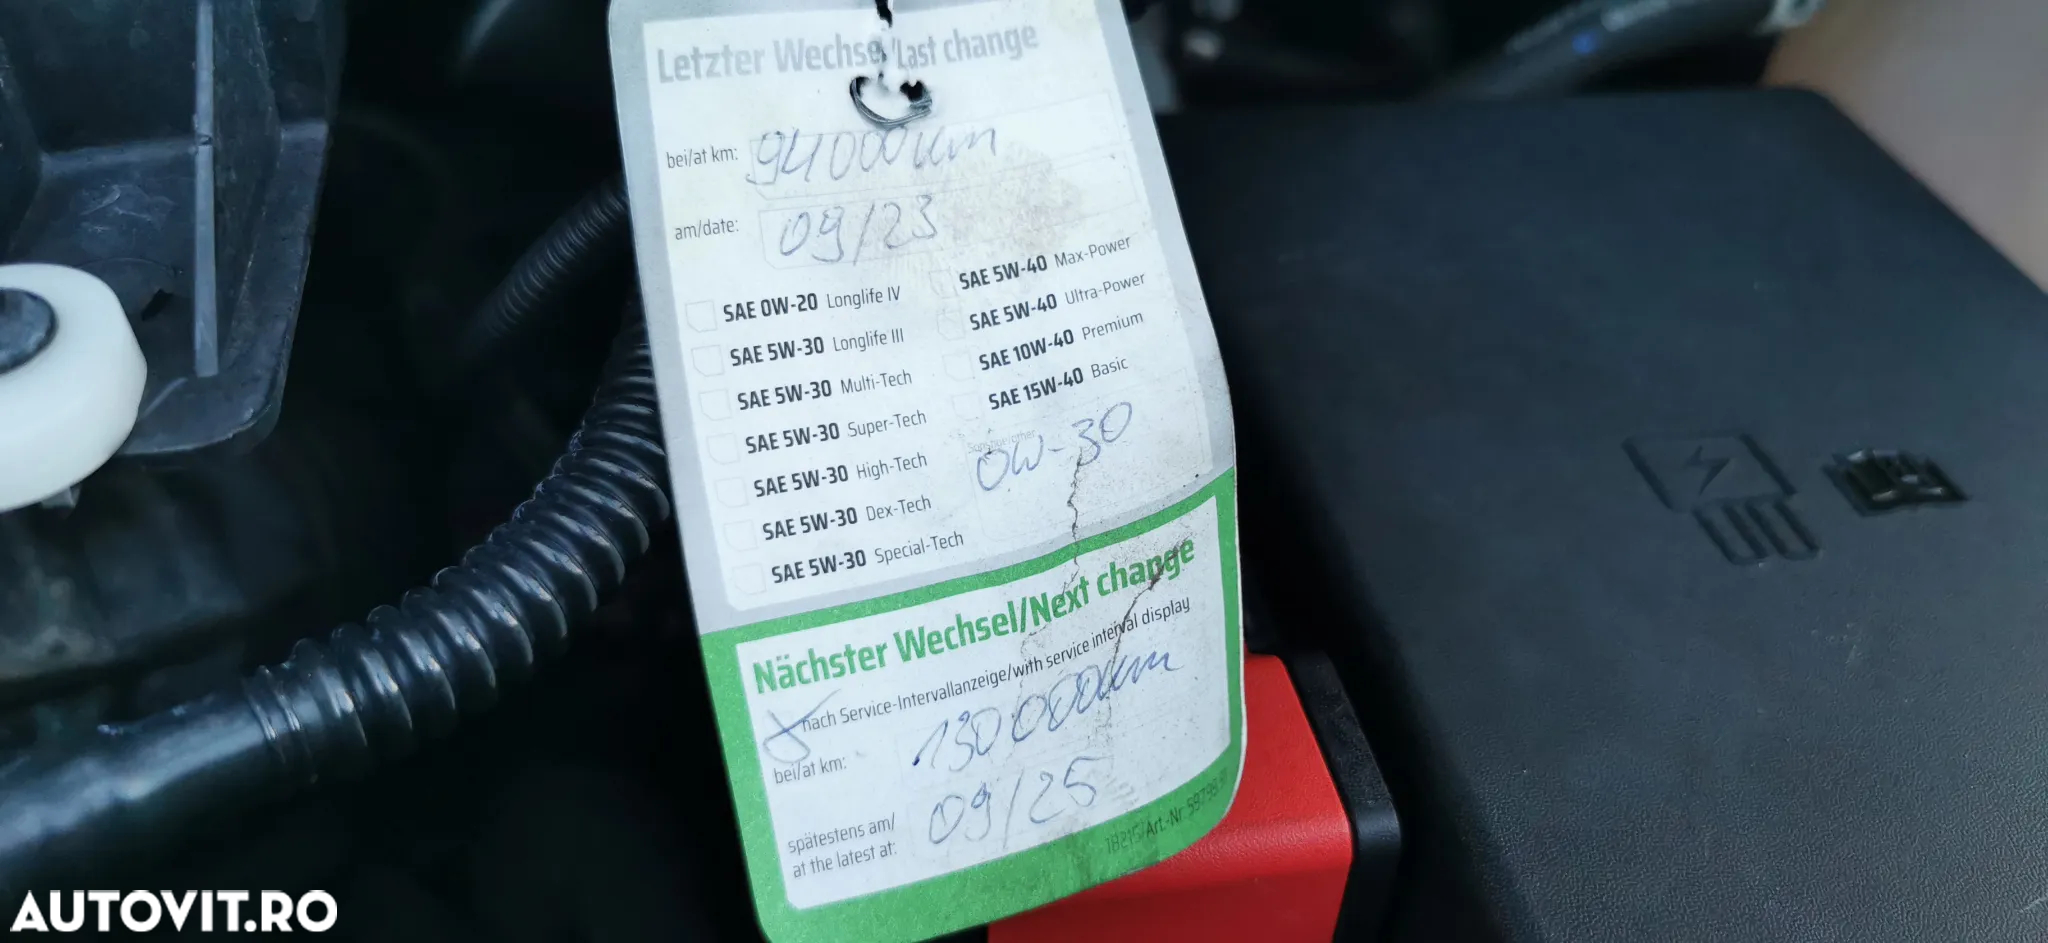 Letzter Wechsel/Last change
bei/at km: 94000km
am/date: 09/23
SAE 0W-20 Longlife IV
SAE 5W-30 Longlife III
SAE 5W-30 Multi-Tech
SAE 5W-30 Super-Tech
SAE 5W-30 High-Tech
SAE 5W-30 Dex-Tech
SAE 5W-30 Special-Tech
SAE 5W-40 Max-Power
SAE 5W-40 Ultra-Power
SAE 10W-40 Premium
SAE 15W-40 Basic
0W-30
Nächster Wechsel/Next change
nach Service-Intervallanzeige/with service interval display
bei/at km: 130000km
spätestens am/
at the latest at: 09/25
AUTOVIT.RO